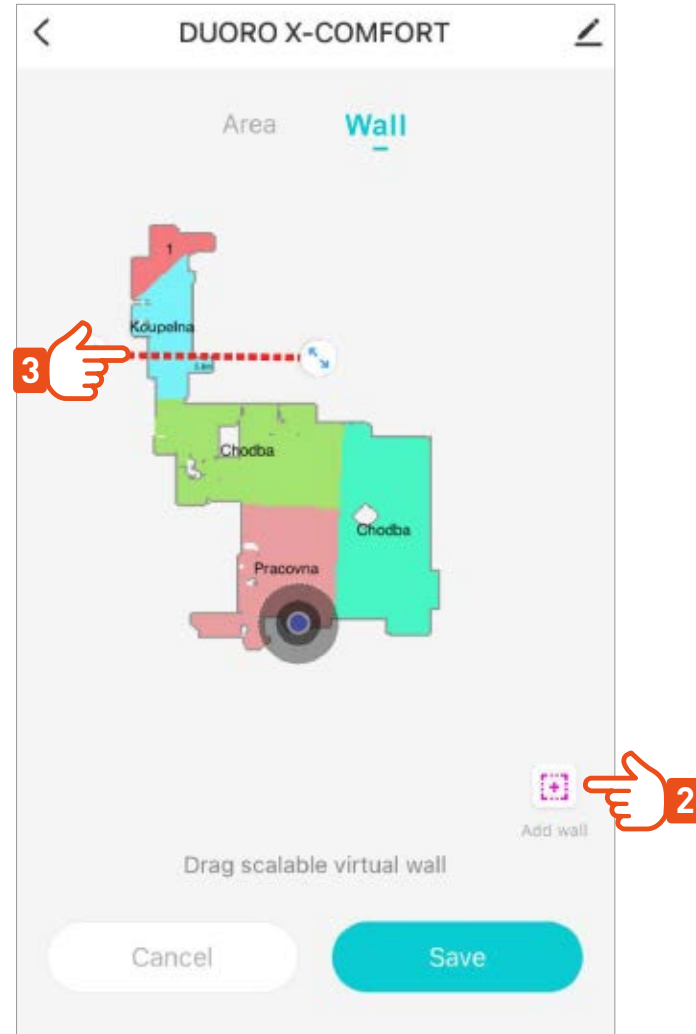 DUORO X-COMFORT
Area Wall
1
Koupelna
3
Chodba
Chodba
Pracovna
2
Add wall
Drag scalable virtual wall
Cancel Save